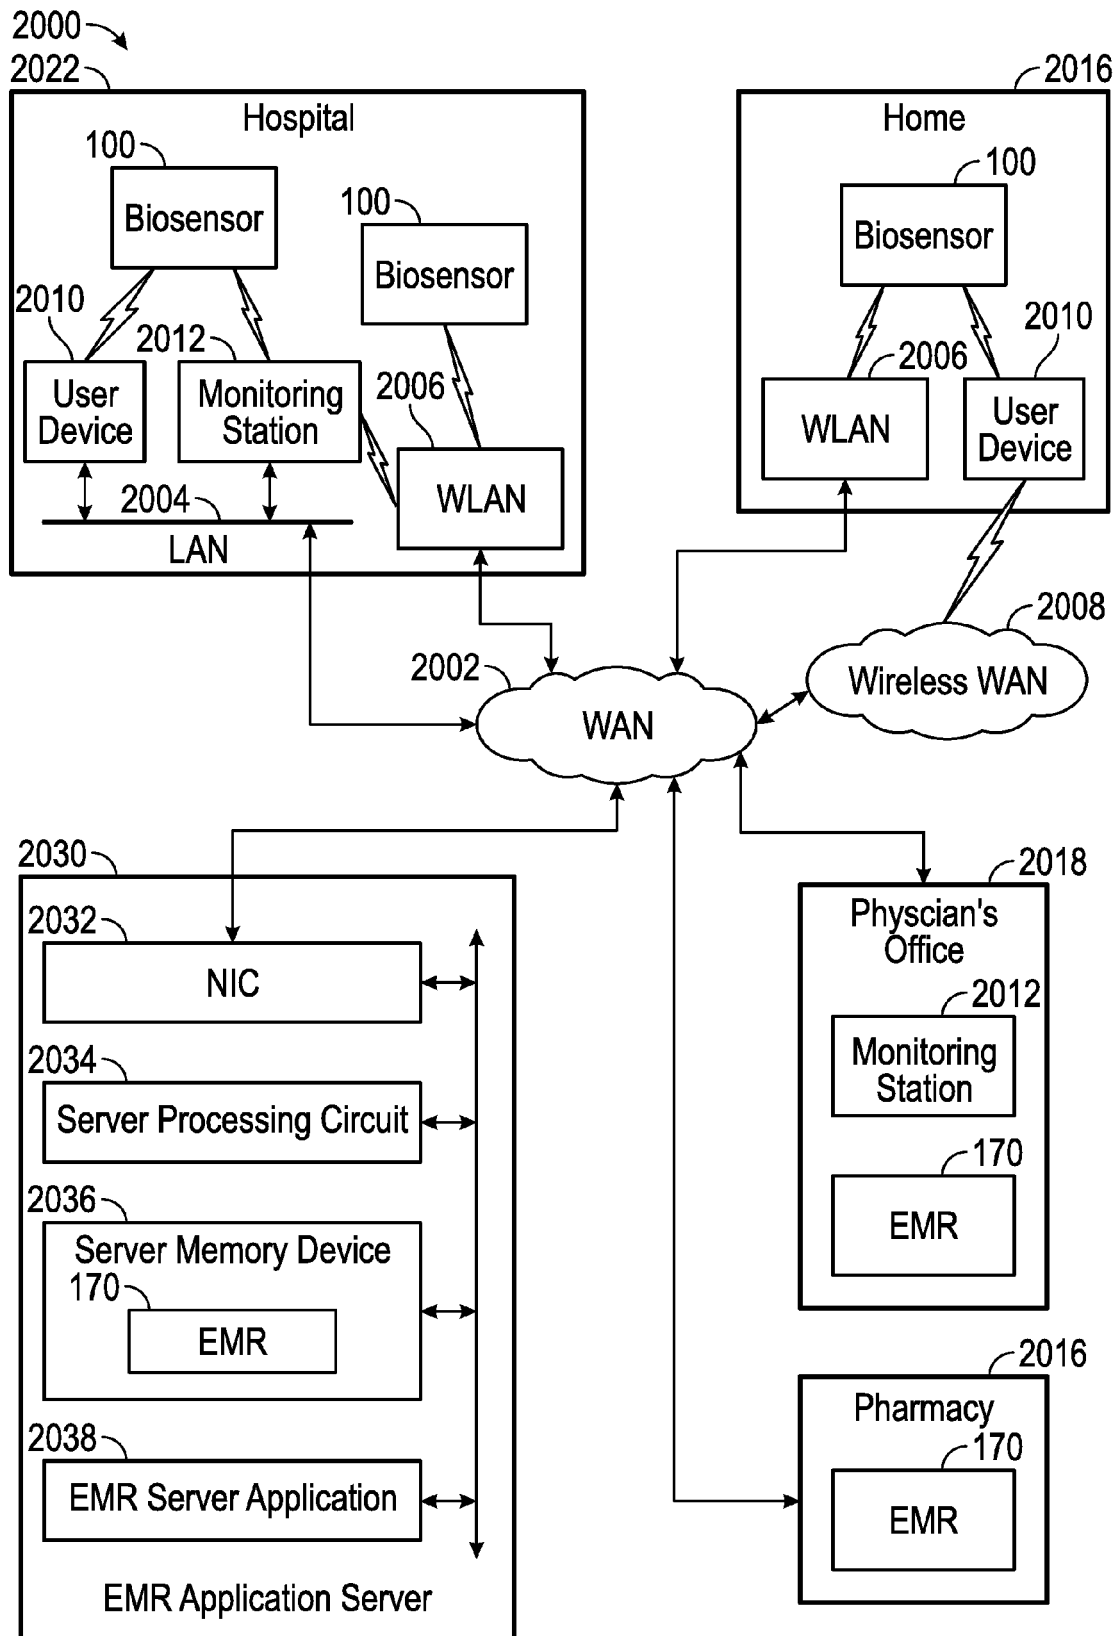 2000
2022
Hospital
100
Biosensor
100
Biosensor
2010
User
Device
2012
Monitoring
Station
2006
WLAN
2004
LAN
2016
Home
100
Biosensor
2006
WLAN
2010
User
Device
2008
Wireless WAN
2002
WAN
2030
2032
NIC
2034
Server Processing Circuit
2036
Server Memory Device
170
EMR
2038
EMR Server Application
EMR Application Server
2018
Physcian's
Office
2012
Monitoring
Station
170
EMR
2016
Pharmacy
170
EMR